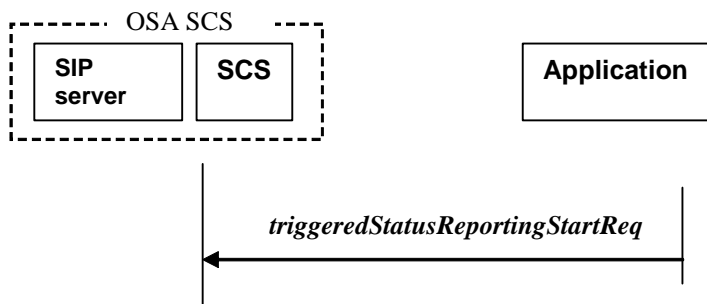 OSA SCS
SIP
server
SCS
Application
triggeredStatusReportingStartReq